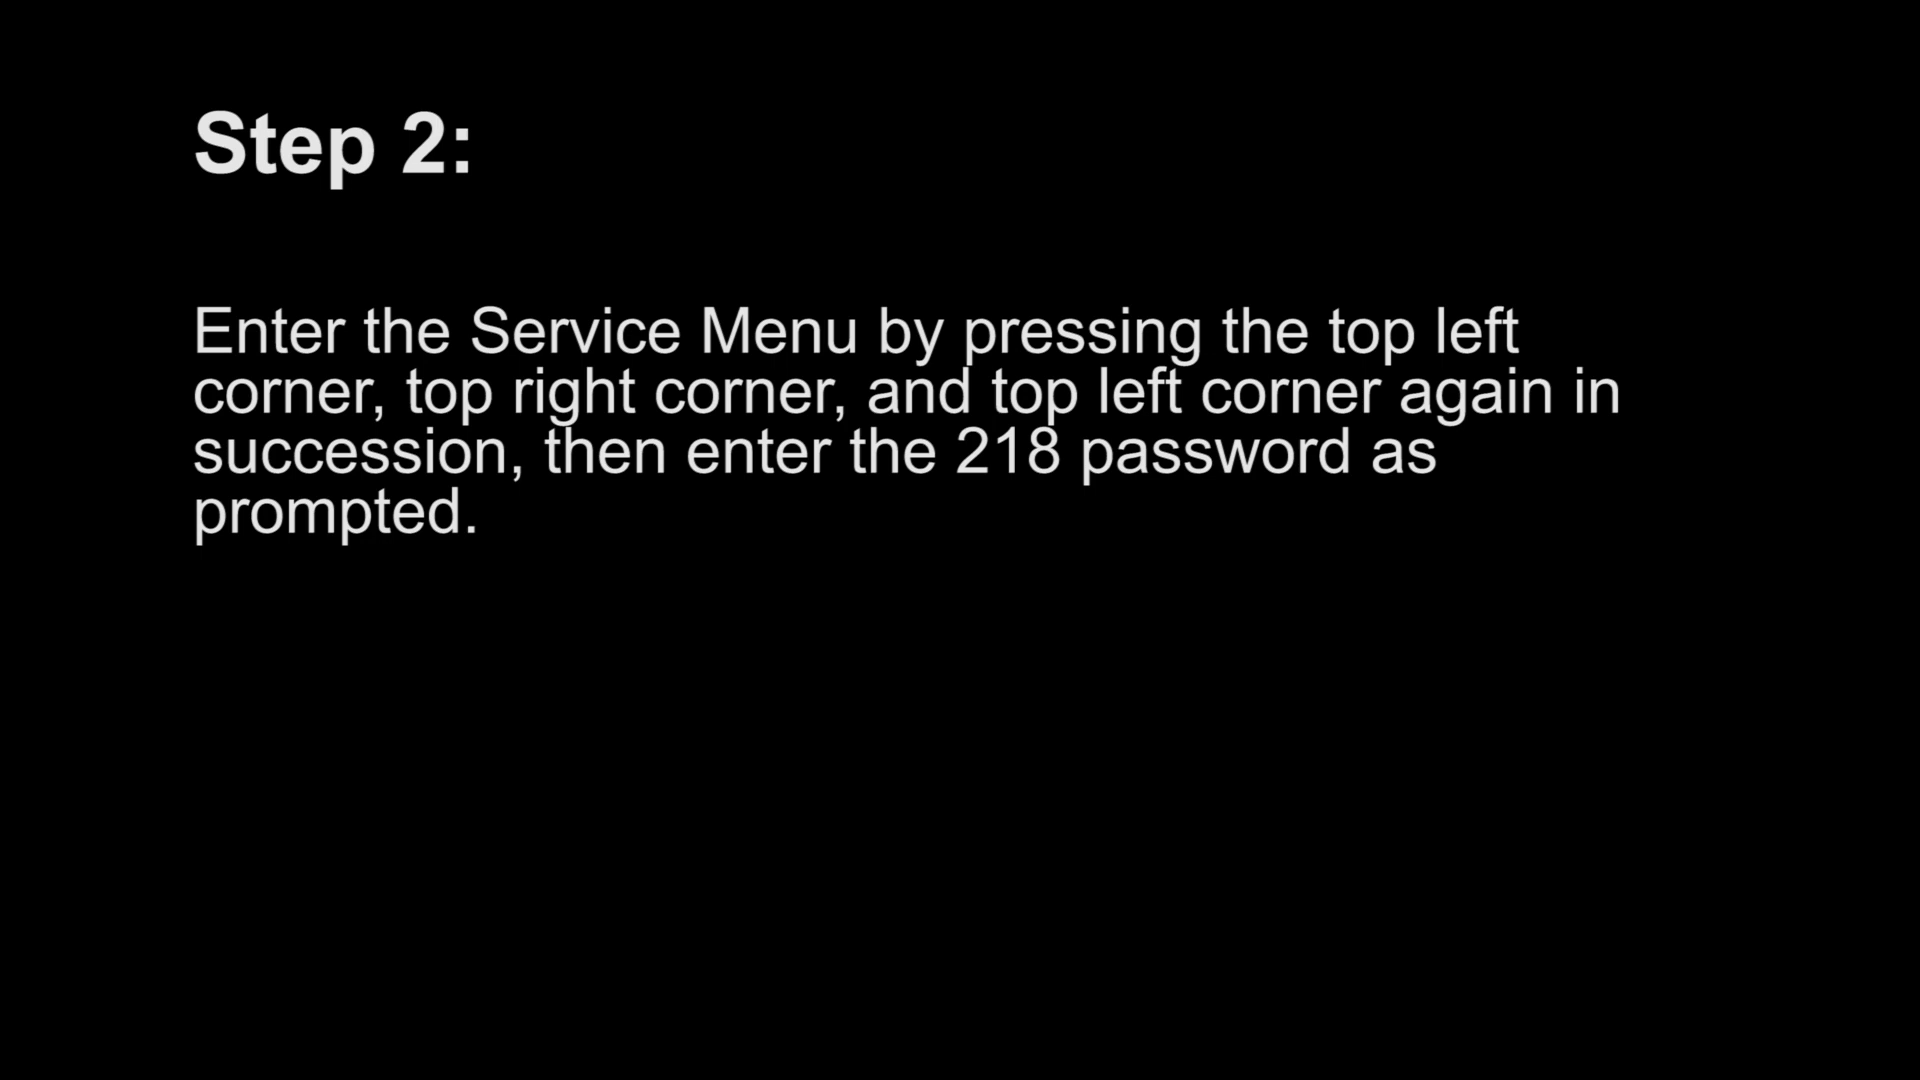 Step 2:
Enter the Service Menu by pressing the top left
corner, top right corner, and top left corner again in
succession, then enter the 218 password as
prompted.